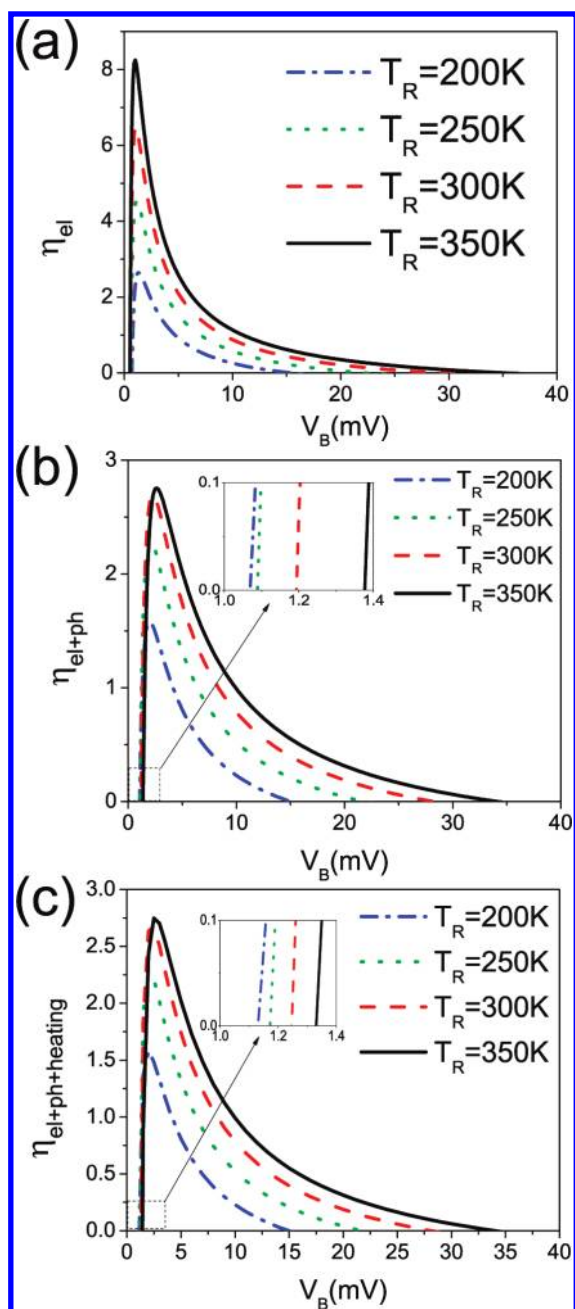 (a)
8
6
4
2
0
η_el
T_R=200K
T_R=250K
T_R=300K
T_R=350K
0 10 20 30 40
V_B(mV)
(b)
3
2
1
0
η_el+ph
0.1
0.0
1.0 1.2 1.4
T_R=200K
T_R=250K
T_R=300K
T_R=350K
0 10 20 30 40
V_B(mV)
(c)
3.0
2.5
2.0
1.5
1.0
0.5
0.0
η_el+ph+heating
0.1
0.0
1.0 1.2 1.4
T_R=200K
T_R=250K
T_R=300K
T_R=350K
0 5 10 15 20 25 30 35 40
V_B(mV)